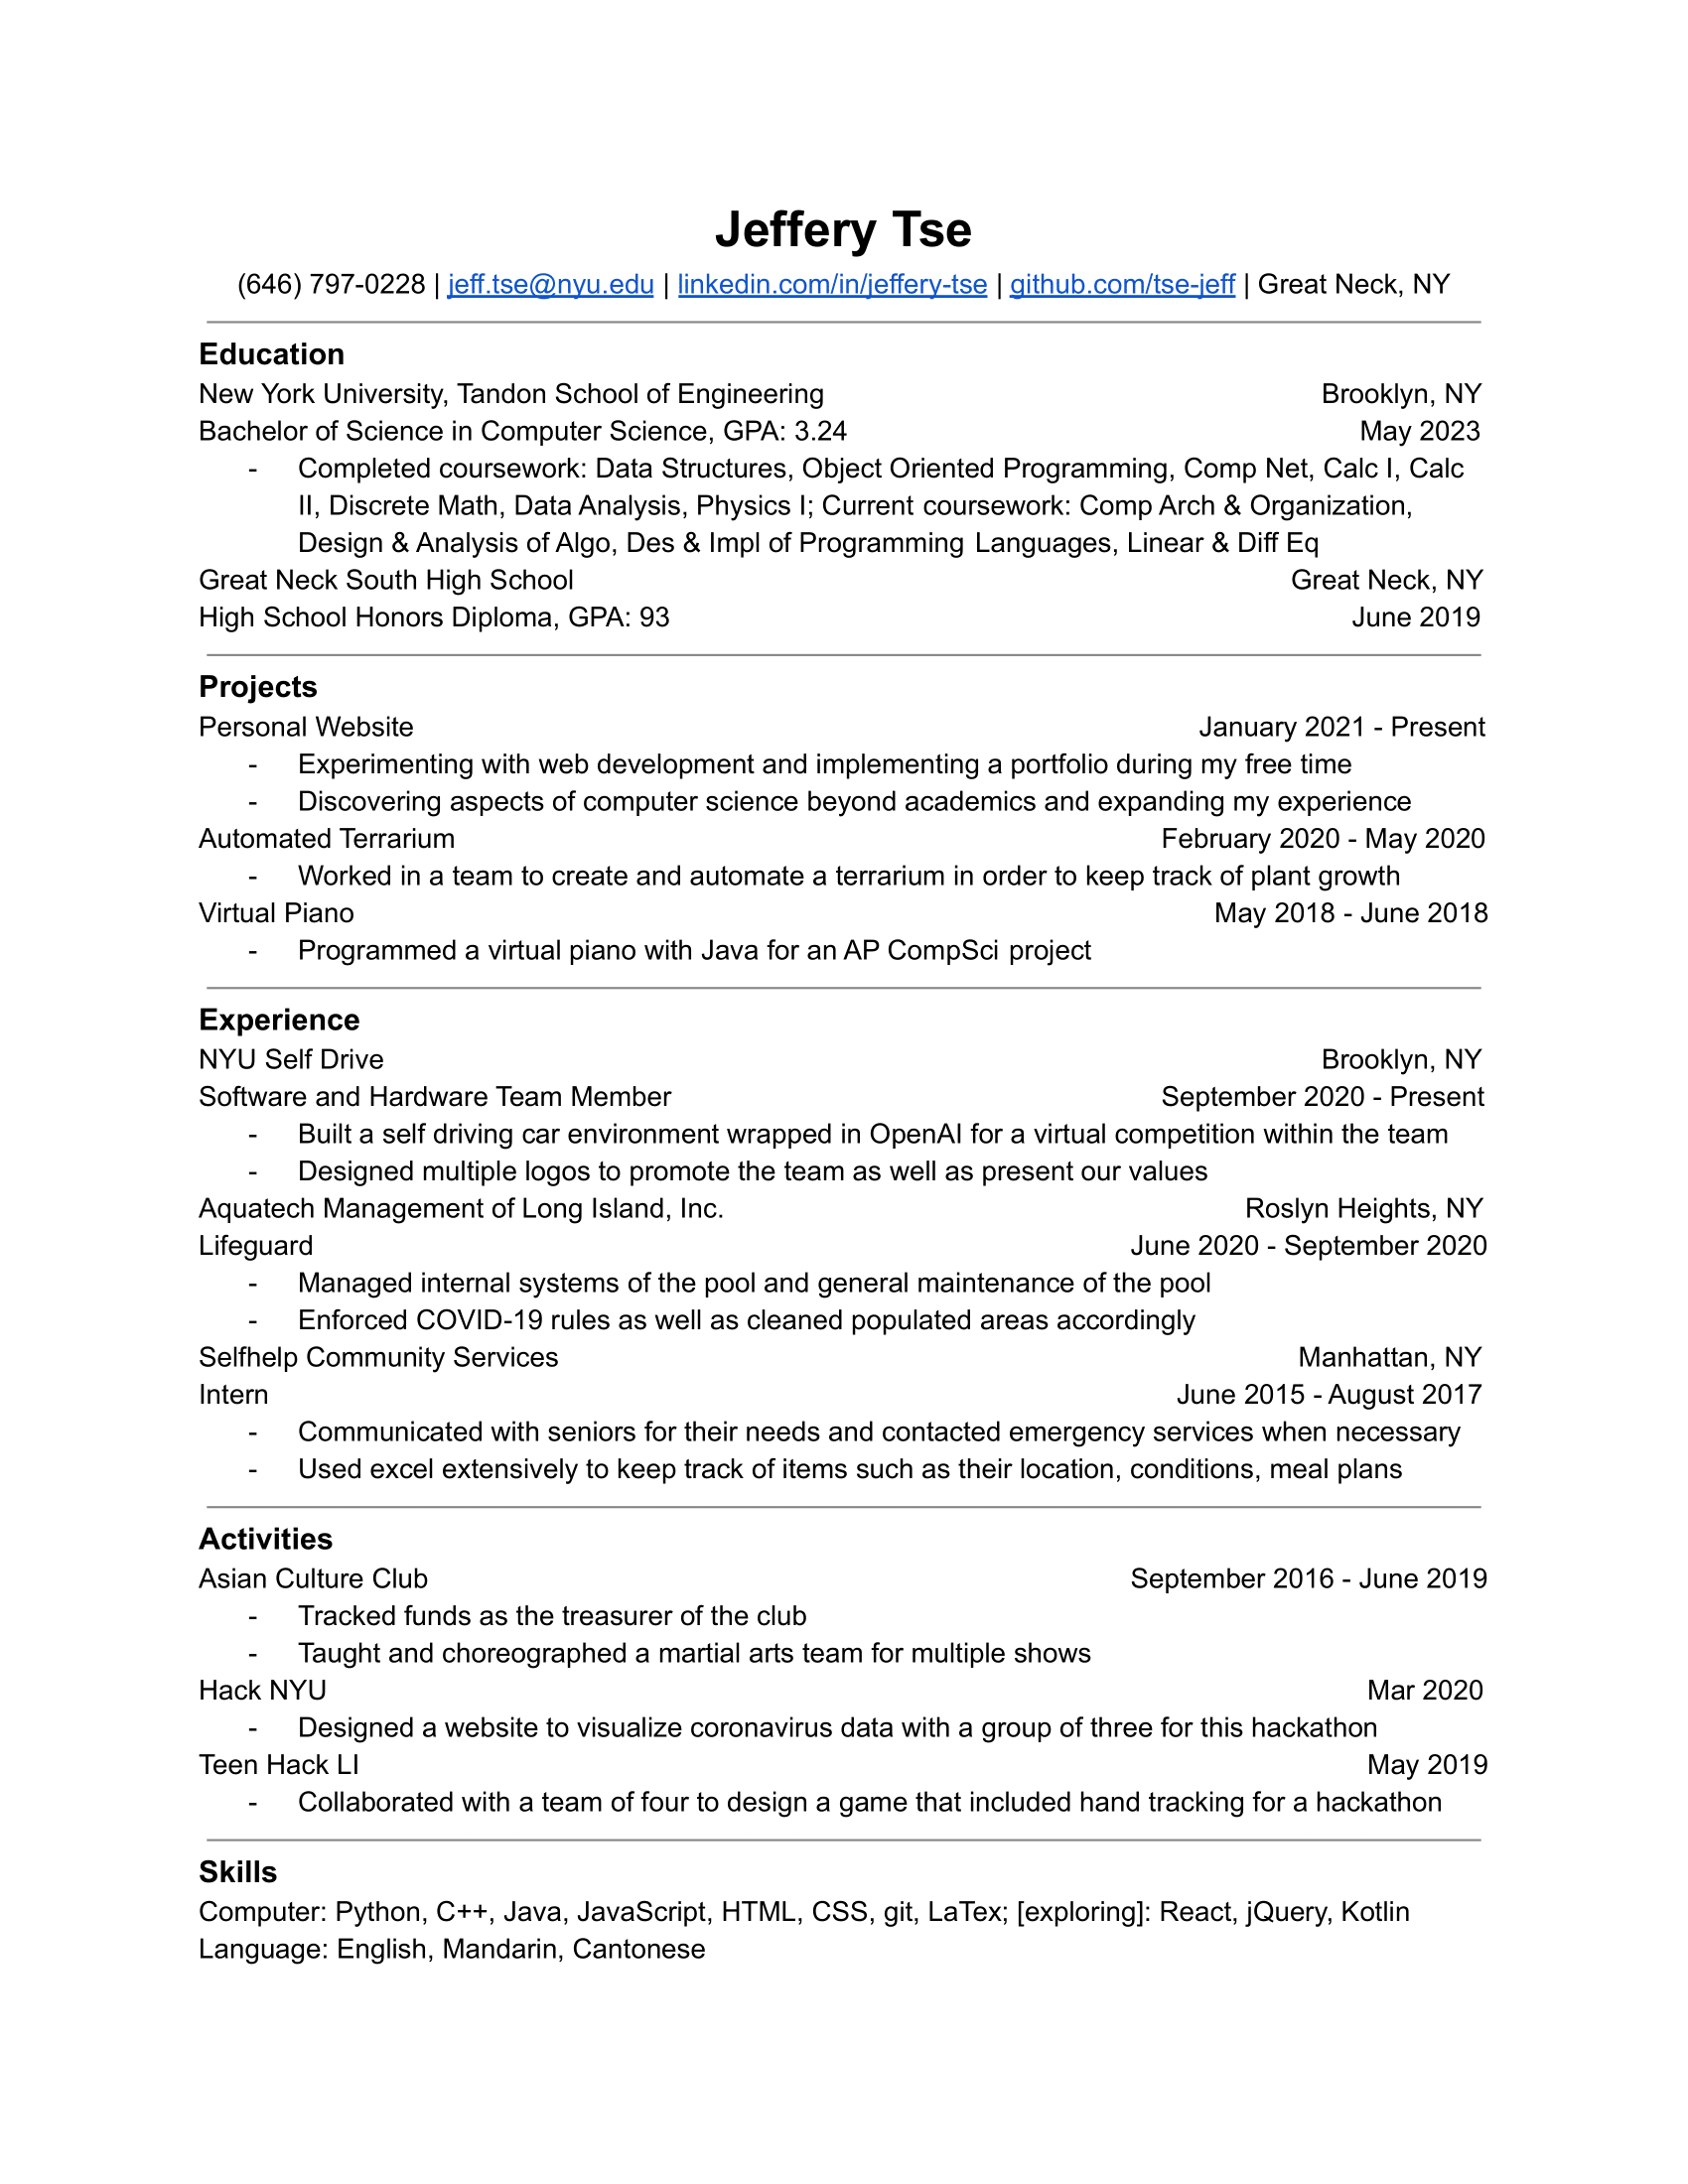 Jeffery Tse
(646) 797-0228 | jeff.tse@nyu.edu | linkedin.com/in/jeffery-tse | github.com/tse-jeff | Great Neck, NY
Education
New York University, Tandon School of Engineering Brooklyn, NY
Bachelor of Science in Computer Science, GPA: 3.24 May 2023
- Completed coursework: Data Structures, Object Oriented Programming, Comp Net, Calc I, Calc
II, Discrete Math, Data Analysis, Physics I; Current coursework: Comp Arch & Organization,
Design & Analysis of Algo, Des & Impl of Programming Languages, Linear & Diff Eq
Great Neck South High School Great Neck, NY
High School Honors Diploma, GPA: 93 June 2019
Projects
Personal Website January 2021 - Present
- Experimenting with web development and implementing a portfolio during my free time
- Discovering aspects of computer science beyond academics and expanding my experience
Automated Terrarium February 2020 - May 2020
- Worked in a team to create and automate a terrarium in order to keep track of plant growth
Virtual Piano May 2018 - June 2018
- Programmed a virtual piano with Java for an AP CompSci project
Experience
NYU Self Drive Brooklyn, NY
Software and Hardware Team Member September 2020 - Present
- Built a self driving car environment wrapped in OpenAI for a virtual competition within the team
- Designed multiple logos to promote the team as well as present our values
Aquatech Management of Long Island, Inc. Roslyn Heights, NY
Lifeguard June 2020 - September 2020
- Managed internal systems of the pool and general maintenance of the pool
- Enforced COVID-19 rules as well as cleaned populated areas accordingly
Selfhelp Community Services Manhattan, NY
Intern June 2015 - August 2017
- Communicated with seniors for their needs and contacted emergency services when necessary
- Used excel extensively to keep track of items such as their location, conditions, meal plans
Activities
Asian Culture Club September 2016 - June 2019
- Tracked funds as the treasurer of the club
- Taught and choreographed a martial arts team for multiple shows
Hack NYU Mar 2020
- Designed a website to visualize coronavirus data with a group of three for this hackathon
Teen Hack LI May 2019
- Collaborated with a team of four to design a game that included hand tracking for a hackathon
Skills
Computer: Python, C++, Java, JavaScript, HTML, CSS, git, LaTex; [exploring]: React, jQuery, Kotlin
Language: English, Mandarin, Cantonese